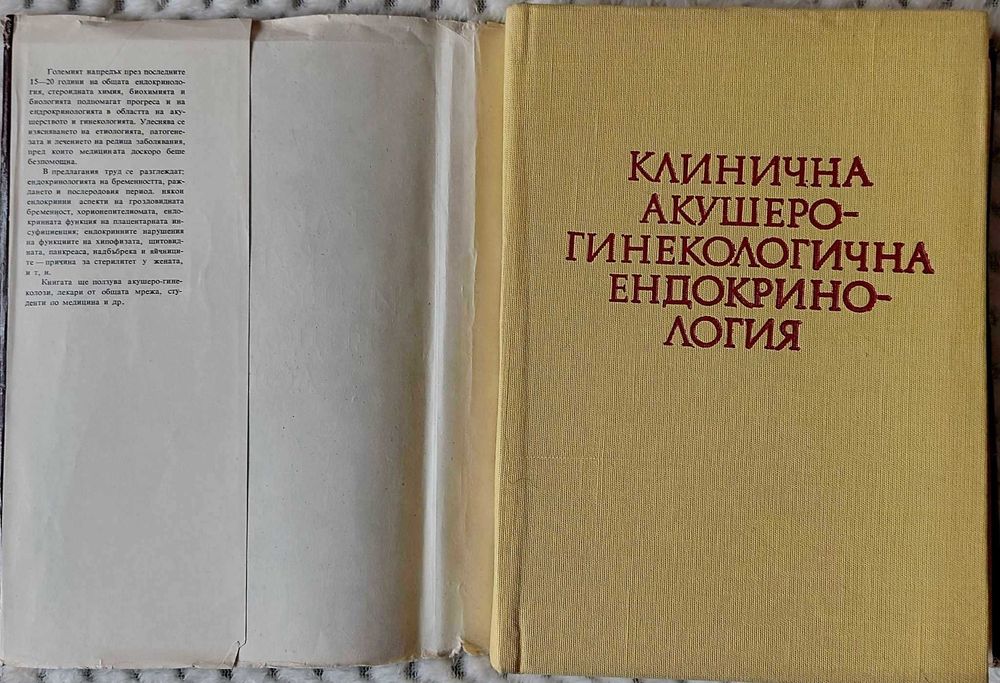 Големият напредък през последните
15—20 години на общата ендокриноло-
гия, стероидната химия, биохимията и
биологията подпомагат прогреса и на
ендрокринологията в областта на аку-
шерството и гинекологията. Улеснява се
изясняването на етиологията, патогене-
зата и лечението на редица заболявания,
пред които медицината доскоро беше
безпомощна.
В предлагания труд се разглеждат:
ендокринологията на бременността, раж-
дането и послеродовия период, някои
ендокринни аспекти на гроздовидната
бременност, хорионепителиома, ендо-
кринната функция на плацентарната ин-
суфициенция; ендокринните нарушения
на функциите на хипофизата, щитовид-
ната, панкреаса, надбъбрека и яйчници-
те — причина за стерилитет у жената,
и т, н.
Книгата ще ползува акушеро-гине-
колози, лекари от общата мрежа, сту-
денти по медицина и др.
КЛИНИЧНА
АКУШЕРО-
ГИНЕКОЛОГИЧНА
ЕНДОКРИНО-
ЛОГИЯ